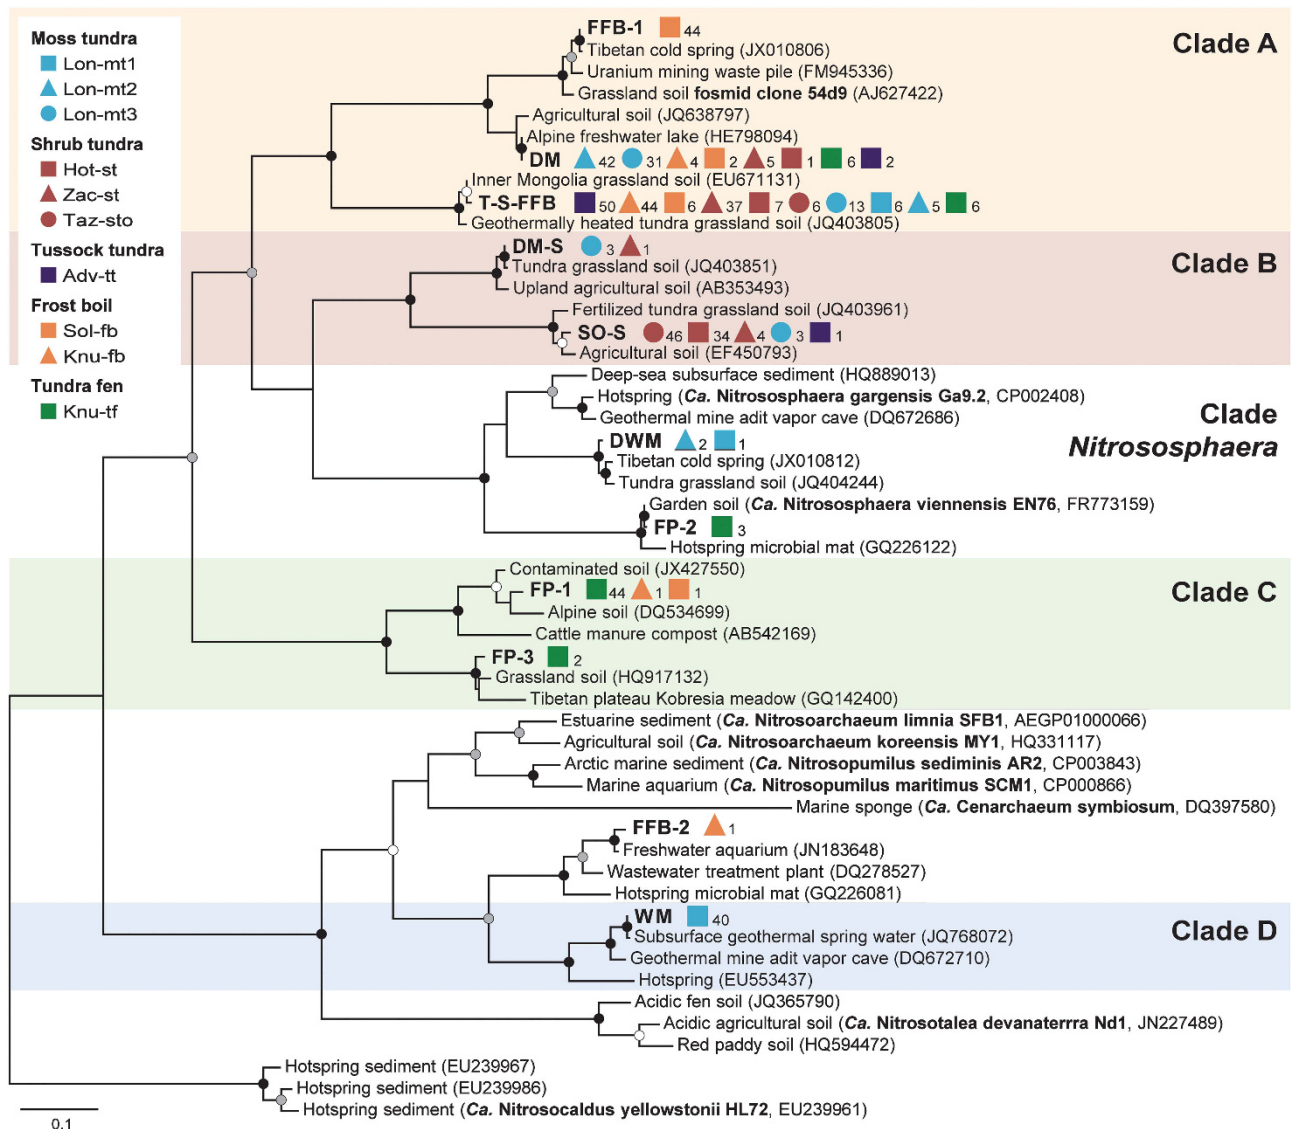 Moss tundra
Lon-mt1
Lon-mt2
Lon-mt3
Shrub tundra
Hot-st
Zac-st
Taz-sto
Tussock tundra
Adv-tt
Frost boil
Sol-fb
Knu-fb
Tundra fen
Knu-tf
Clade A
FFB-1 44
Tibetan cold spring (JX010806)
Uranium mining waste pile (FM945336)
Grassland soil fosmid clone 54d9 (AJ627422)
Agricultural soil (JQ638797)
Alpine freshwater lake (HE798094)
DM 42 31 4 2 5 1 6 2
Inner Mongolia grassland soil (EU671131)
T-S-FFB 50 44 6 37 7 6 13 6 5 6
Geothermally heated tundra grassland soil (JQ403805)
Clade B
DM-S 3 1
Tundra grassland soil (JQ403851)
Upland agricultural soil (AB353493)
Fertilized tundra grassland soil (JQ403961)
SO-S 46 34 4 3 1
Agricultural soil (EF450793)
Clade
Nitrososphaera
Deep-sea subsurface sediment (HQ889013)
Hotspring (Ca. Nitrososphaera gargensis Ga9.2, CP002408)
Geothermal mine adit vapor cave (DQ672686)
DWM 2 1
Tibetan cold spring (JX010812)
Tundra grassland soil (JQ404244)
Garden soil (Ca. Nitrososphaera viennensis EN76, FR773159)
FP-2 3
Hotspring microbial mat (GQ226122)
Clade C
Contaminated soil (JX427550)
FP-1 44 1 1
Alpine soil (DQ534699)
Cattle manure compost (AB542169)
FP-3 2
Grassland soil (HQ917132)
Tibetan plateau Kobresia meadow (GQ142400)
Estuarine sediment (Ca. Nitrosoarchaeum limnia SFB1, AEGP01000066)
Agricultural soil (Ca. Nitrosoarchaeum koreensis MY1, HQ331117)
Arctic marine sediment (Ca. Nitrosopumilus sediminis AR2, CP003843)
Marine aquarium (Ca. Nitrosopumilus maritimus SCM1, CP000866)
Marine sponge (Ca. Cenarchaeum symbiosum, DQ397580)
FFB-2 1
Freshwater aquarium (JN183648)
Wastewater treatment plant (DQ278527)
Hotspring microbial mat (GQ226081)
Clade D
WM 40
Subsurface geothermal spring water (JQ768072)
Geothermal mine adit vapor cave (DQ672710)
Hotspring (EU553437)
Acidic fen soil (JQ365790)
Acidic agricultural soil (Ca. Nitrosotalea devanaterrra Nd1, JN227489)
Red paddy soil (HQ594472)
Hotspring sediment (EU239967)
Hotspring sediment (EU239986)
Hotspring sediment (Ca. Nitrosocaldus yellowstonii HL72, EU239961)
0.1